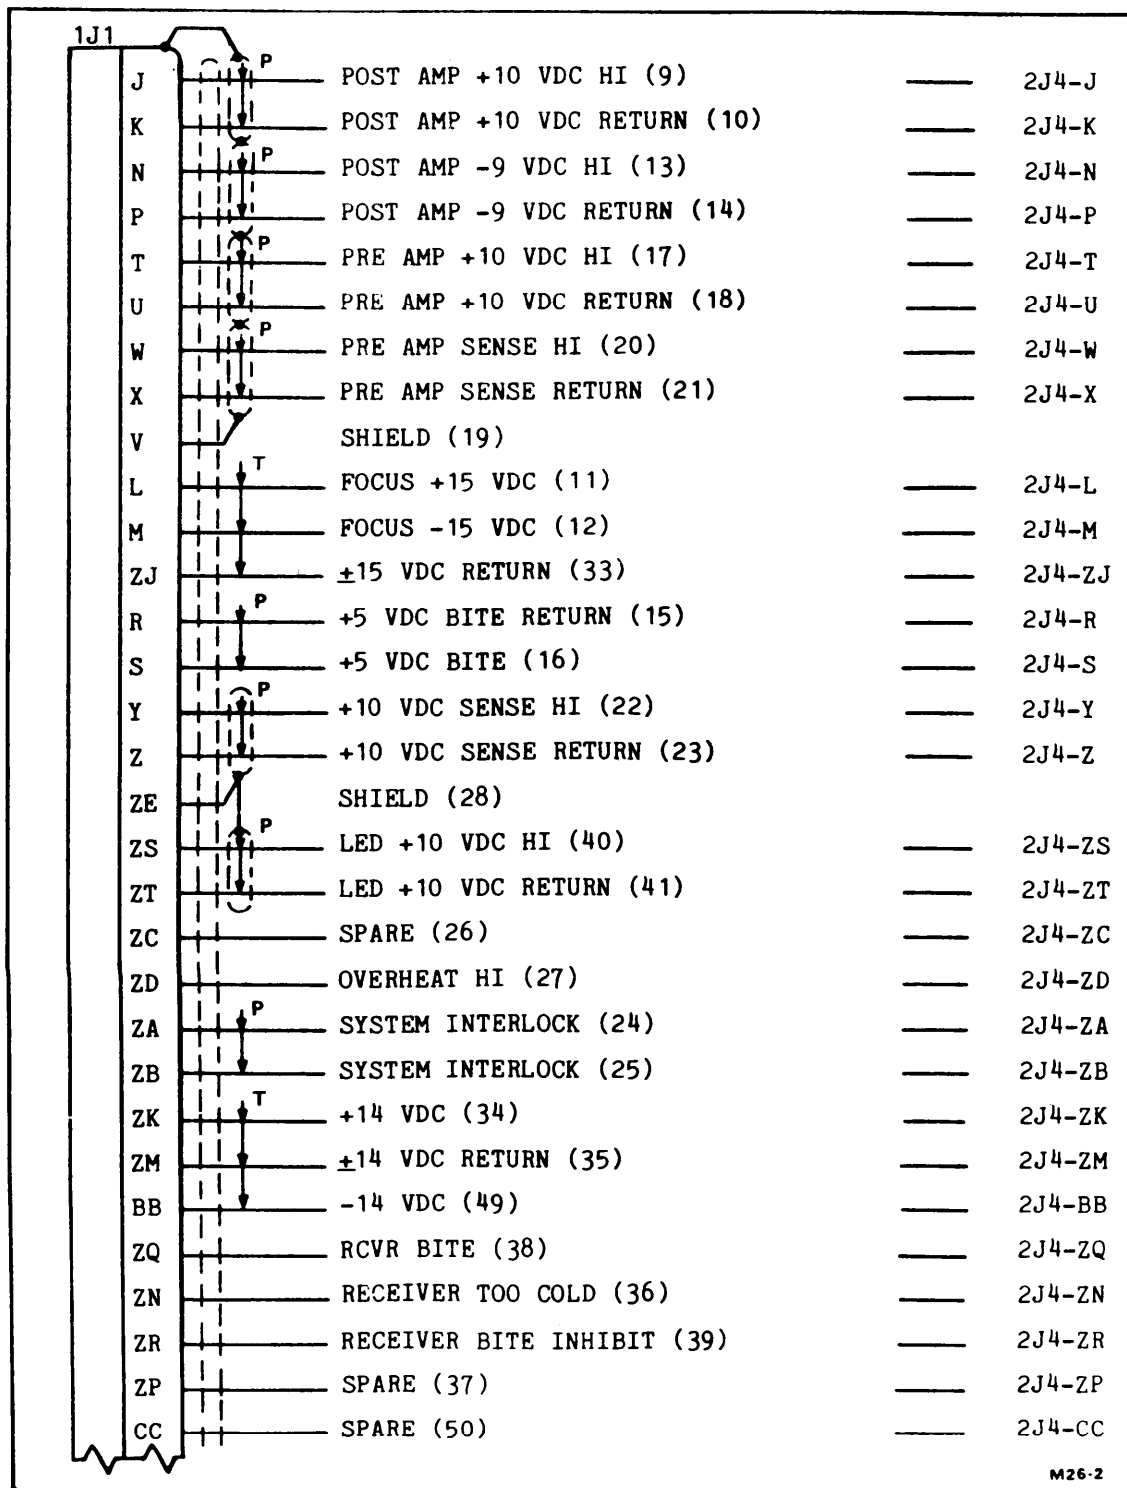 1J1
P
J POST AMP +10 VDC HI (9) 2J4-J
K POST AMP +10 VDC RETURN (10) 2J4-K
P
N POST AMP -9 VDC HI (13) 2J4-N
P POST AMP -9 VDC RETURN (14) 2J4-P
P
T PRE AMP +10 VDC HI (17) 2J4-T
U PRE AMP +10 VDC RETURN (18) 2J4-U
P
W PRE AMP SENSE HI (20) 2J4-W
X PRE AMP SENSE RETURN (21) 2J4-X
V SHIELD (19)
T
L FOCUS +15 VDC (11) 2J4-L
M FOCUS -15 VDC (12) 2J4-M
ZJ ±15 VDC RETURN (33) 2J4-ZJ
P
R +5 VDC BITE RETURN (15) 2J4-R
S +5 VDC BITE (16) 2J4-S
P
Y +10 VDC SENSE HI (22) 2J4-Y
Z +10 VDC SENSE RETURN (23) 2J4-Z
ZE SHIELD (28)
P
ZS LED +10 VDC HI (40) 2J4-ZS
ZT LED +10 VDC RETURN (41) 2J4-ZT
ZC SPARE (26) 2J4-ZC
ZD OVERHEAT HI (27) 2J4-ZD
P
ZA SYSTEM INTERLOCK (24) 2J4-ZA
ZB SYSTEM INTERLOCK (25) 2J4-ZB
T
ZK +14 VDC (34) 2J4-ZK
ZM ±14 VDC RETURN (35) 2J4-ZM
BB -14 VDC (49) 2J4-BB
ZQ RCVR BITE (38) 2J4-ZQ
ZN RECEIVER TOO COLD (36) 2J4-ZN
ZR RECEIVER BITE INHIBIT (39) 2J4-ZR
ZP SPARE (37) 2J4-ZP
CC SPARE (50) 2J4-CC
M26-2